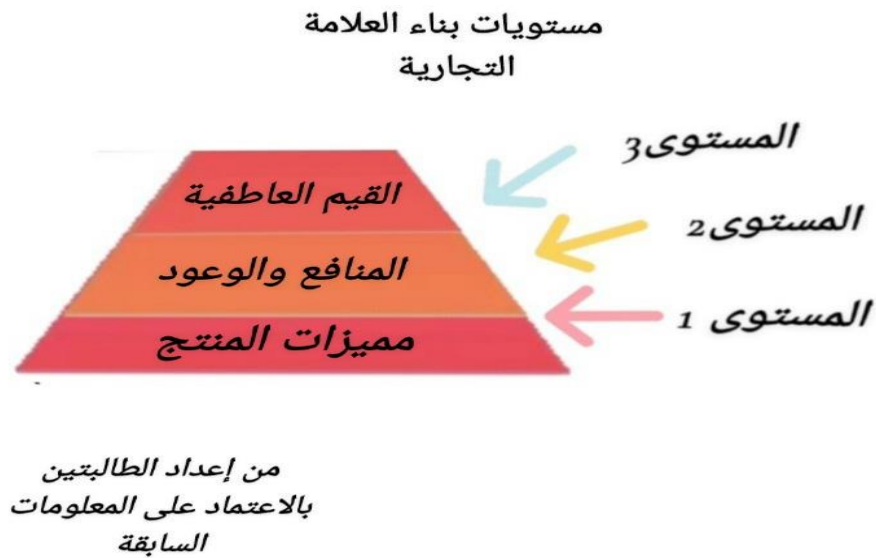 مستويات بناء العلامة
التجارية
المستوى3
القيم العاطفية
المستوى2
المنافع والوعود
المستوى 1
مميزات المنتج
من إعداد الطالبتين
بالاعتماد على المعلومات
السابقة